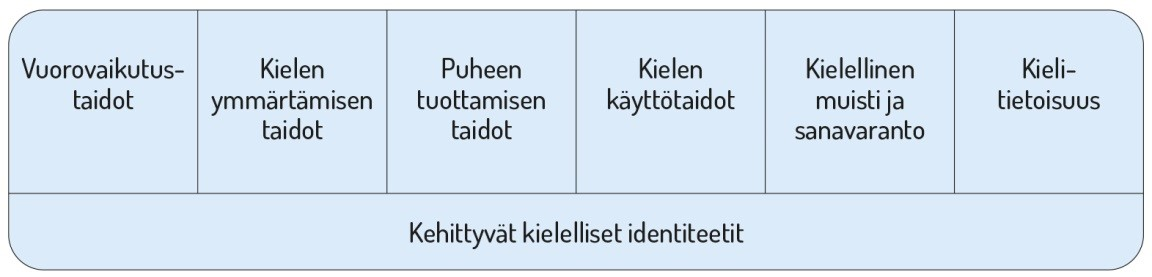 Vuorovaikutus-
taidot
Kielen
ymmärtämisen
taidot
Puheen
tuottamisen
taidot
Kielen
käyttötaidot
Kielellinen
muisti ja
sanavaranto
Kieli-
tietoisuus
Kehittyvät kielelliset identiteetit